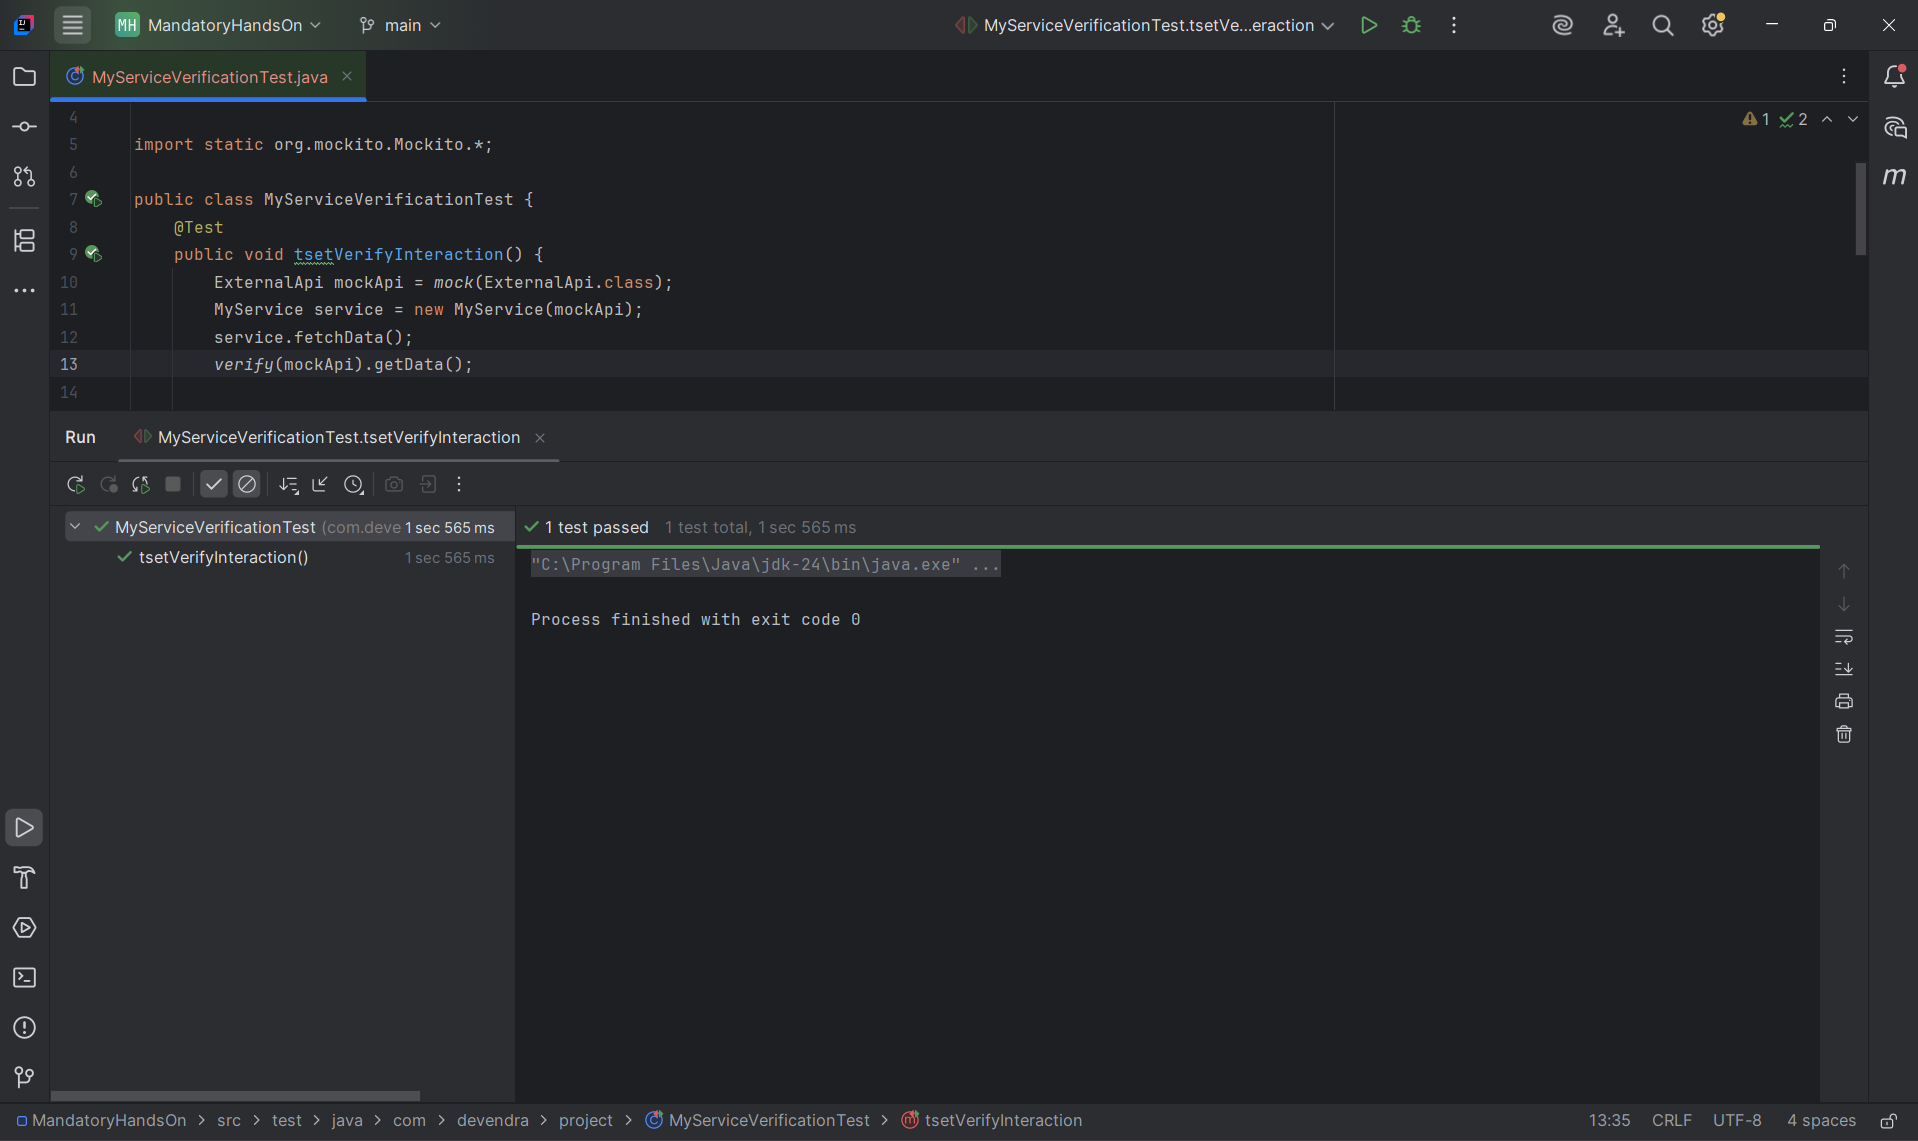 MH MandatoryHandsOn main MyServiceVerificationTest.tsetVe...eraction
MyServiceVerificationTest.java
4
5 import static org.mockito.Mockito.*;
6
7 public class MyServiceVerificationTest {
8 @Test
9 public void tsetVerifyInteraction() {
10 ExternalApi mockApi = mock(ExternalApi.class);
11 MyService service = new MyService(mockApi);
12 service.fetchData();
13 verify(mockApi).getData();
14
1 2
Run MyServiceVerificationTest.tsetVerifyInteraction
MyServiceVerificationTest (com.deve 1 sec 565 ms
tsetVerifyInteraction() 1 sec 565 ms
1 test passed 1 test total, 1 sec 565 ms
"C:\Program Files\Java\jdk-24\bin\java.exe" ...
Process finished with exit code 0
m
MandatoryHandsOn > src > test > java > com > devendra > project > MyServiceVerificationTest > tsetVerifyInteraction 13:35 CRLF UTF-8 4 spaces